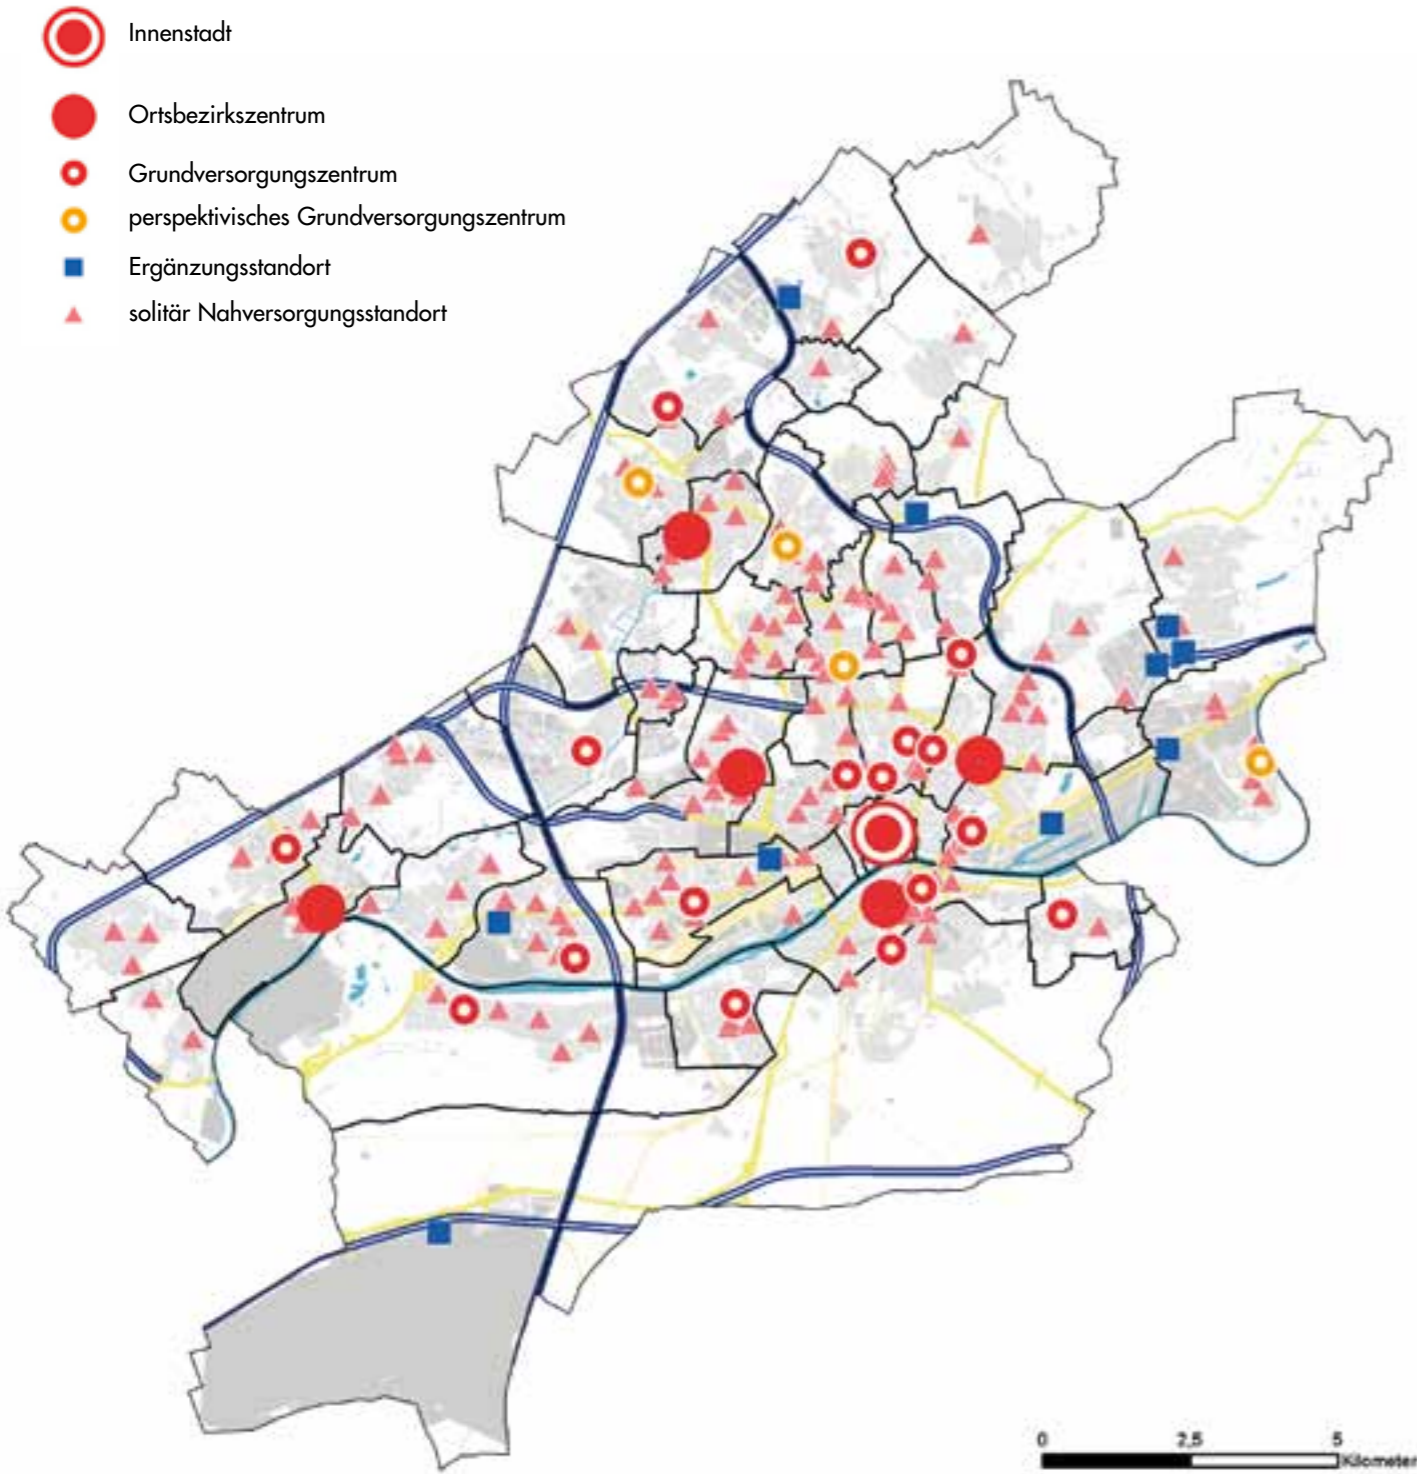 Innenstadt
Ortsbezirkszentrum
Grundversorgungszentrum
perspektivisches Grundversorgungszentrum
Ergänzungsstandort
solitär Nahversorgungsstandort
0 2,5 5
Kilometer